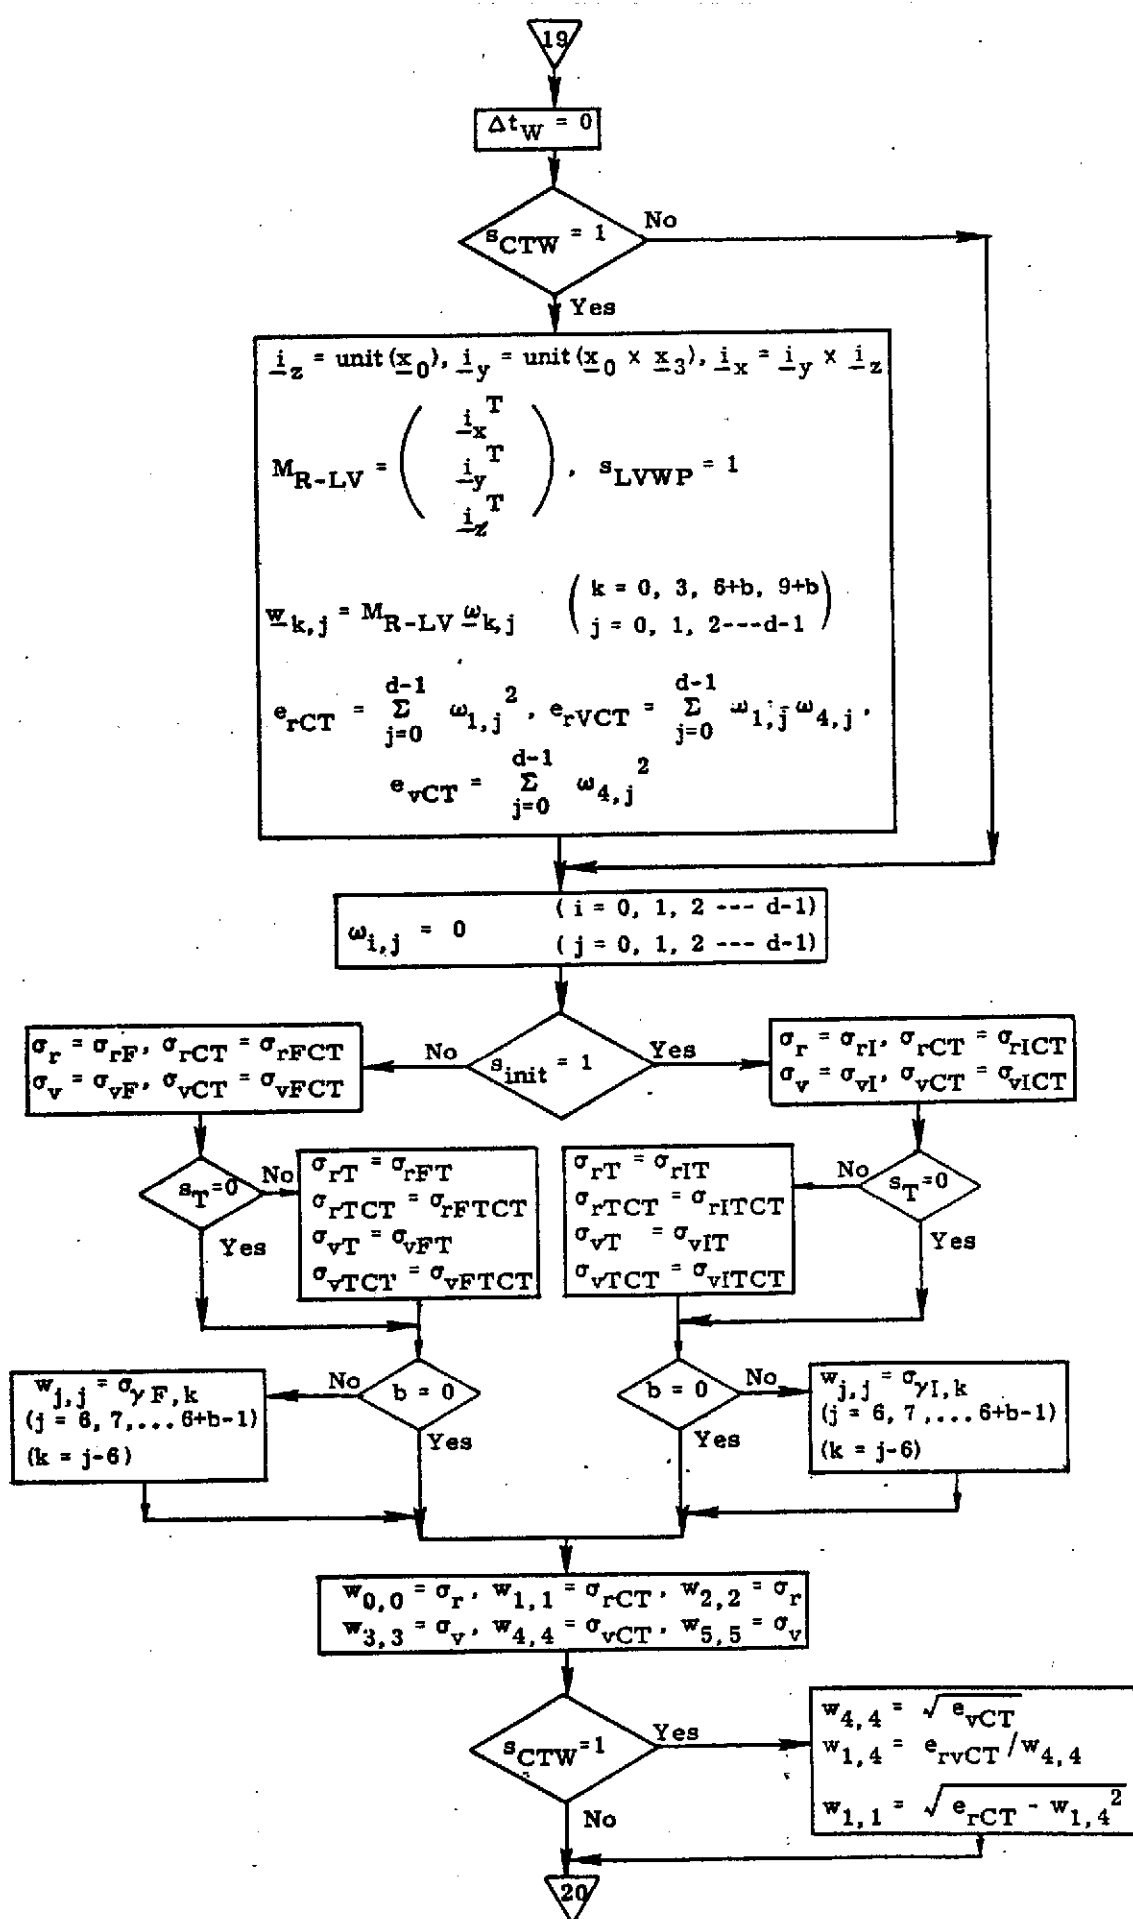 19
Δt_W = 0
s_CTW = 1
No
Yes
i_z = unit(x_0), i_y = unit(x_0 × x_3), i_x = i_y × i_z
M_R-LV = ( i_x^T i_y^T i_z^T ), s_LVWP = 1
w_k,j = M_R-LV ω_k,j ( k = 0, 3, 6+b, 9+b
j = 0, 1, 2---d-1 )
e_rCT = Σ_{j=0}^{d-1} ω_1,j^2, e_rVCT = Σ_{j=0}^{d-1} ω_1,j ω_4,j,
e_vCT = Σ_{j=0}^{d-1} ω_4,j^2
ω_i,j = 0 ( i = 0, 1, 2 --- d-1)
( j = 0, 1, 2 --- d-1)
s_init = 1
No
Yes
σ_r = σ_rF, σ_rCT = σ_rFCT
σ_v = σ_vF, σ_vCT = σ_vFCT
σ_r = σ_rI, σ_rCT = σ_rICT
σ_v = σ_vI, σ_vCT = σ_vICT
s_T=0
No
Yes
σ_rT = σ_rFT
σ_rTCT = σ_rFTCT
σ_vT = σ_vFT
σ_vTCT = σ_vFTCT
σ_rT = σ_rIT
σ_rTCT = σ_rITCT
σ_vT = σ_vIT
σ_vTCT = σ_vITCT
No
s_T=0
Yes
w_j,j = σ_γF,k
(j = 6, 7,... 6+b-1)
(k = j-6)
No
b = 0
Yes
b = 0
No
Yes
w_j,j = σ_γI,k
(j = 6, 7,... 6+b-1)
(k = j-6)
w_0,0 = σ_r, w_1,1 = σ_rCT, w_2,2 = σ_r
w_3,3 = σ_v, w_4,4 = σ_vCT, w_5,5 = σ_v
s_CTW=1
Yes
No
w_4,4 = √e_vCT
w_1,4 = e_rvCT/w_4,4
w_1,1 = √(e_rCT - w_1,4^2)
20